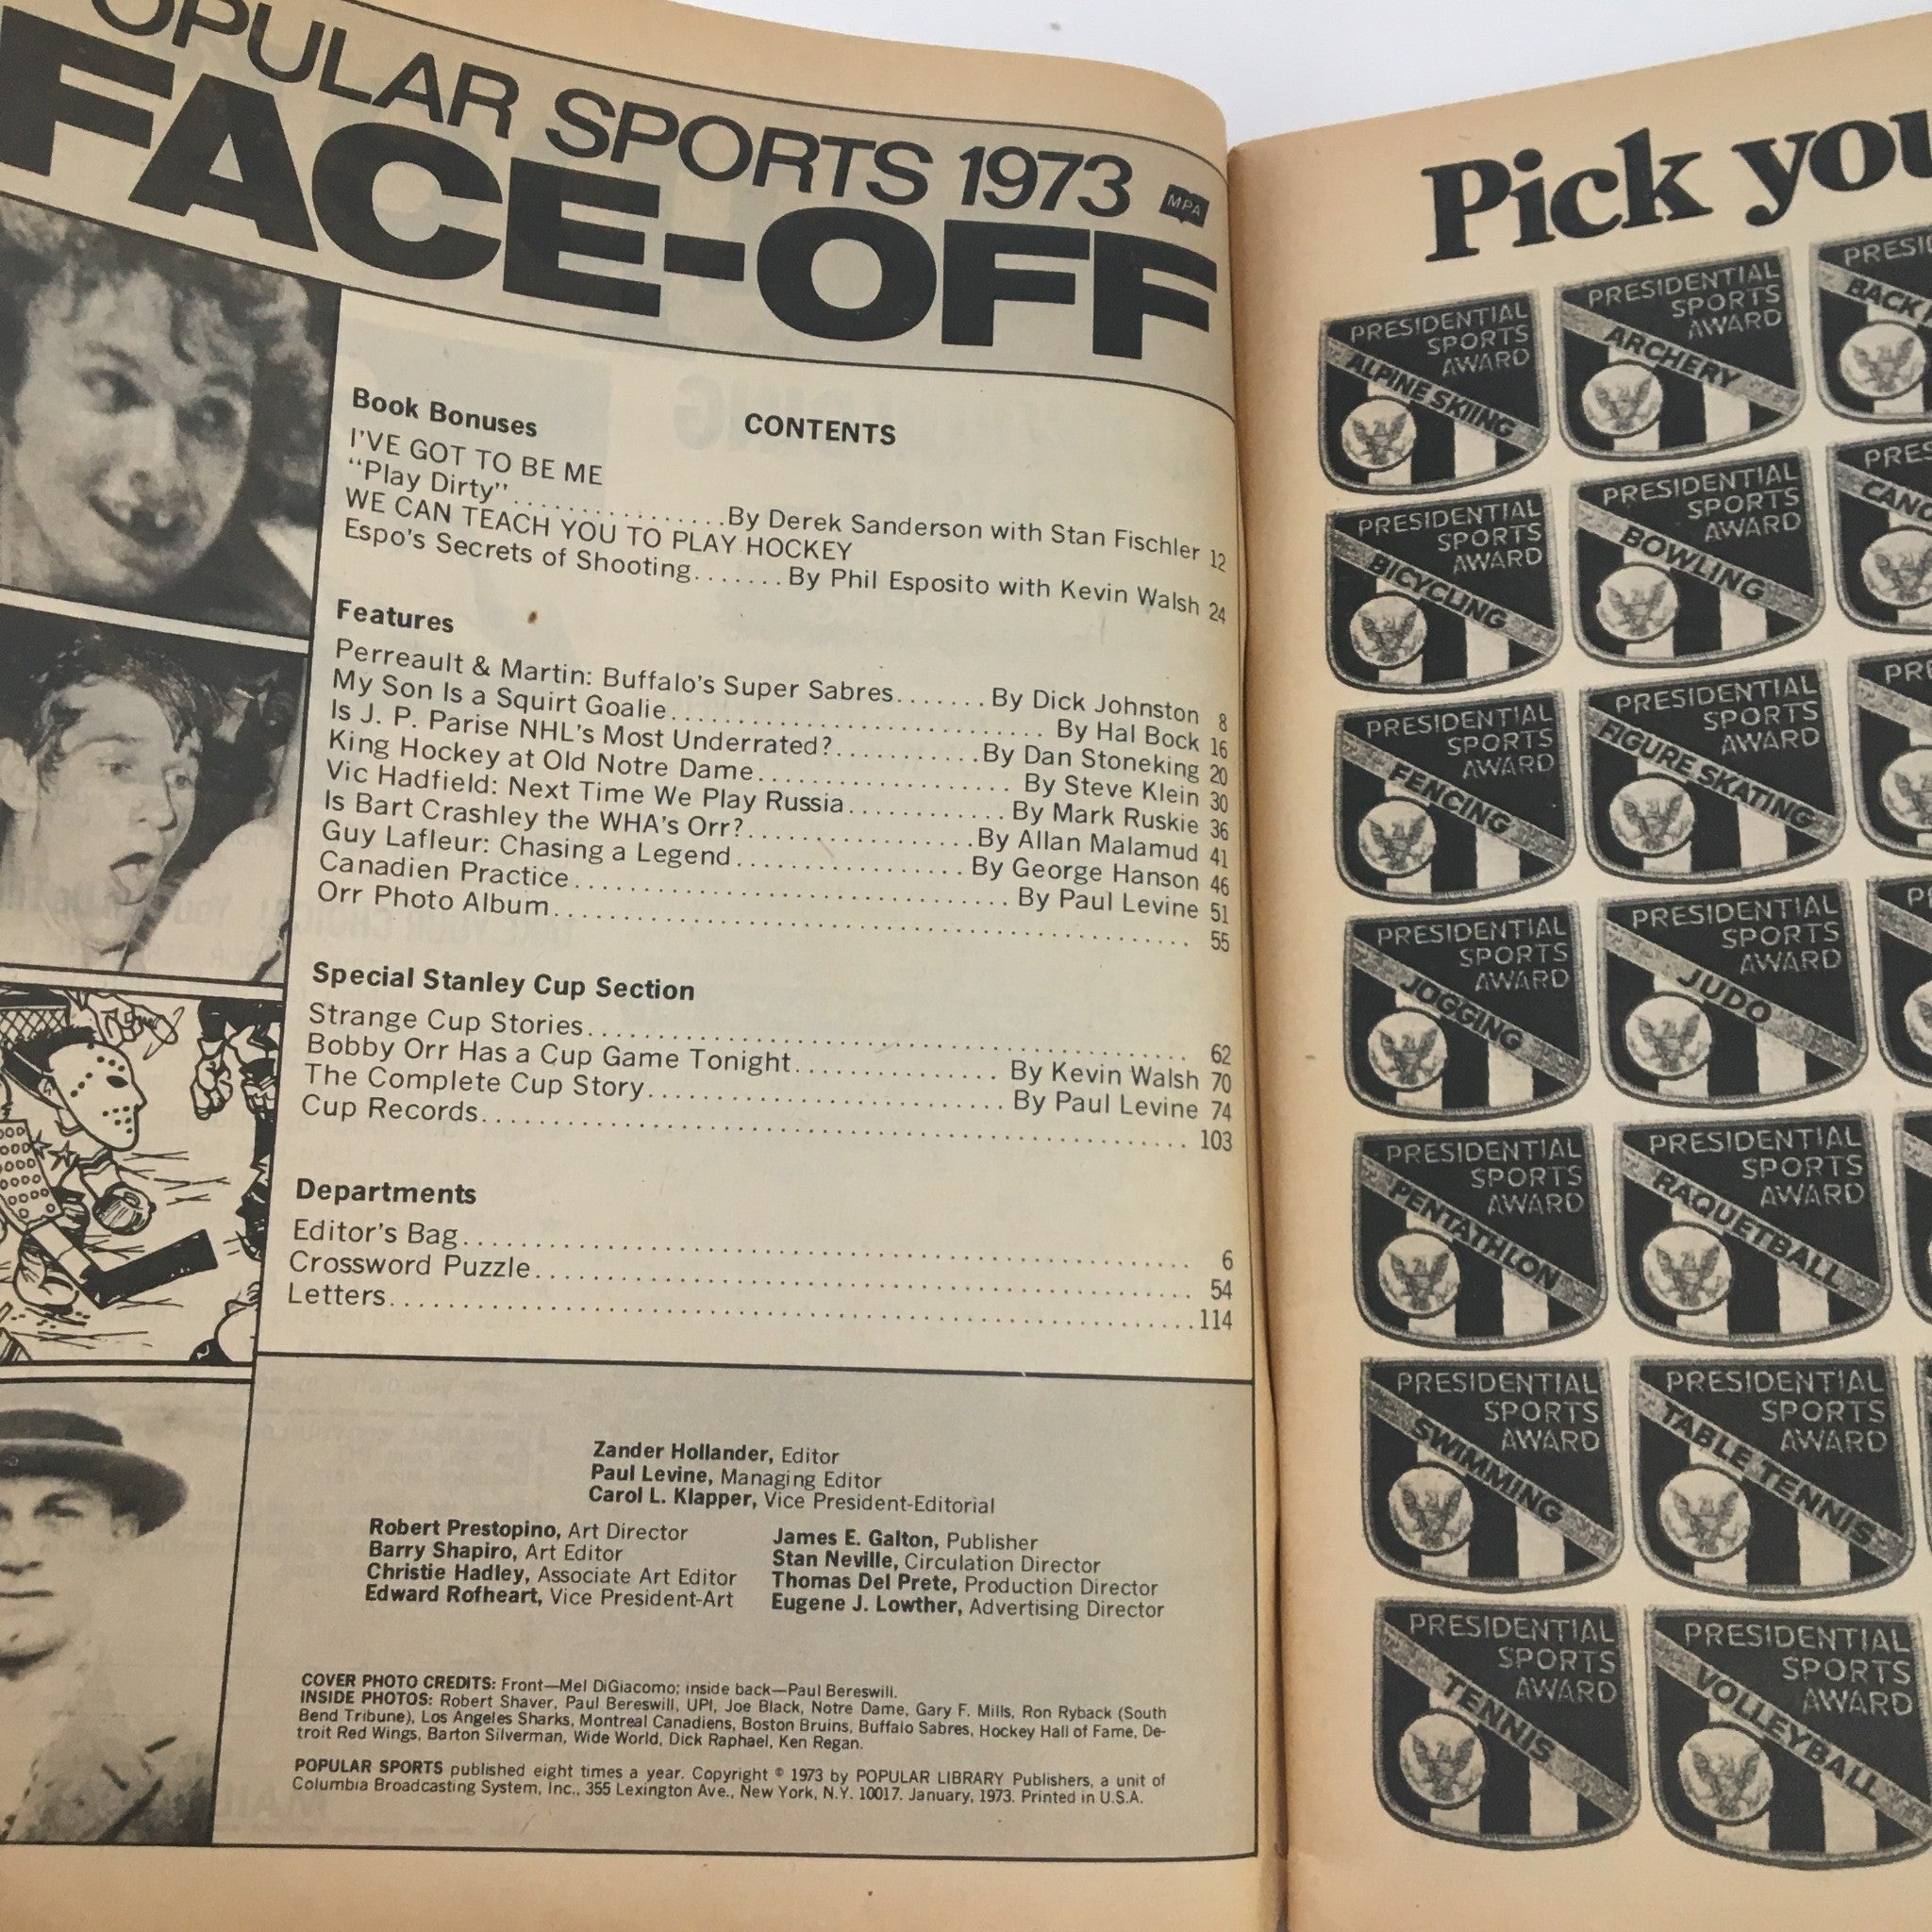 OPULAR SPORTS 1973 MPA
FACE-OFF
CONTENTS
Book Bonuses
I'VE GOT TO BE ME
"Play Dirty"................By Derek Sanderson with Stan Fischler 12
WE CAN TEACH YOU TO PLAY HOCKEY
Espo's Secrets of Shooting.......By Phil Esposito with Kevin Walsh 24
Features
Perreault & Martin: Buffalo's Super Sabres.......By Dick Johnston 8
My Son Is a Squirt Goalie............................By Hal Bock 16
Is J. P. Parise NHL's Most Underrated?...........By Dan Stoneking 20
King Hockey at Old Notre Dame.....................By Steve Klein 30
Vic Hadfield: Next Time We Play Russia............By Mark Ruskie 36
Is Bart Crashley the WHA's Orr?.................By Allan Malamud 41
Guy Lafleur: Chasing a Legend.................By George Hanson 46
Canadien Practice.................................By Paul Levine 51
Orr Photo Album................................................ 55
Special Stanley Cup Section
Strange Cup Stories............................................. 62
Bobby Orr Has a Cup Game Tonight...............By Kevin Walsh 70
The Complete Cup Story...........................By Paul Levine 74
Cup Records..................................................... 103
Departments
Editor's Bag..................................................... 6
Crossword Puzzle................................................ 54
Letters..........................................................114
Zander Hollander, Editor
Paul Levine, Managing Editor
Carol L. Klapper, Vice President-Editorial
Robert Prestopino, Art Director
Barry Shapiro, Art Editor
Christie Hadley, Associate Art Editor
Edward Rofheart, Vice President-Art
James E. Galton, Publisher
Stan Neville, Circulation Director
Thomas Del Prete, Production Director
Eugene J. Lowther, Advertising Director
COVER PHOTO CREDITS: Front—Mel DiGiacomo; inside back—Paul Bereswill.
INSIDE PHOTOS: Robert Shaver, Paul Bereswill, UPI, Joe Black, Notre Dame, Gary F. Mills, Ron Ryback (South
Bend Tribune), Los Angeles Sharks, Montreal Canadiens, Boston Bruins, Buffalo Sabres, Hockey Hall of Fame, De-
troit Red Wings, Barton Silverman, Wide World, Dick Raphael, Ken Regan.
POPULAR SPORTS published eight times a year. Copyright © 1973 by POPULAR LIBRARY Publishers, a unit of
Columbia Broadcasting System, Inc., 355 Lexington Ave., New York, N.Y. 10017. January, 1973. Printed in U.S.A.
Pick you
PRESIDENTIAL
SPORTS
AWARD
ALPINE SKIING
PRESIDENTIAL
SPORTS
AWARD
ARCHERY
PRESID
BACK
PRESIDENTIAL
SPORTS
AWARD
BICYCLING
PRESIDENTIAL
SPORTS
AWARD
BOWLING
PRES
CANO
PRESIDENTIAL
SPORTS
AWARD
FENCING
PRESIDENTIAL
SPORTS
AWARD
FIGURE SKATING
PRE
PRESIDENTIAL
SPORTS
AWARD
JOGGING
PRESIDENTIAL
SPORTS
AWARD
JUDO
P
PRESIDENTIAL
SPORTS
AWARD
PENTATHLON
PRESIDENTIAL
SPORTS
AWARD
RAQUETBALL
PRESIDENTIAL
SPORTS
AWARD
SWIMMING
PRESIDENTIAL
SPORTS
AWARD
TABLE TENNIS
PRESIDENTIAL
SPORTS
AWARD
TENNIS
PRESIDENTIAL
SPORTS
AWARD
VOLLEYBALL